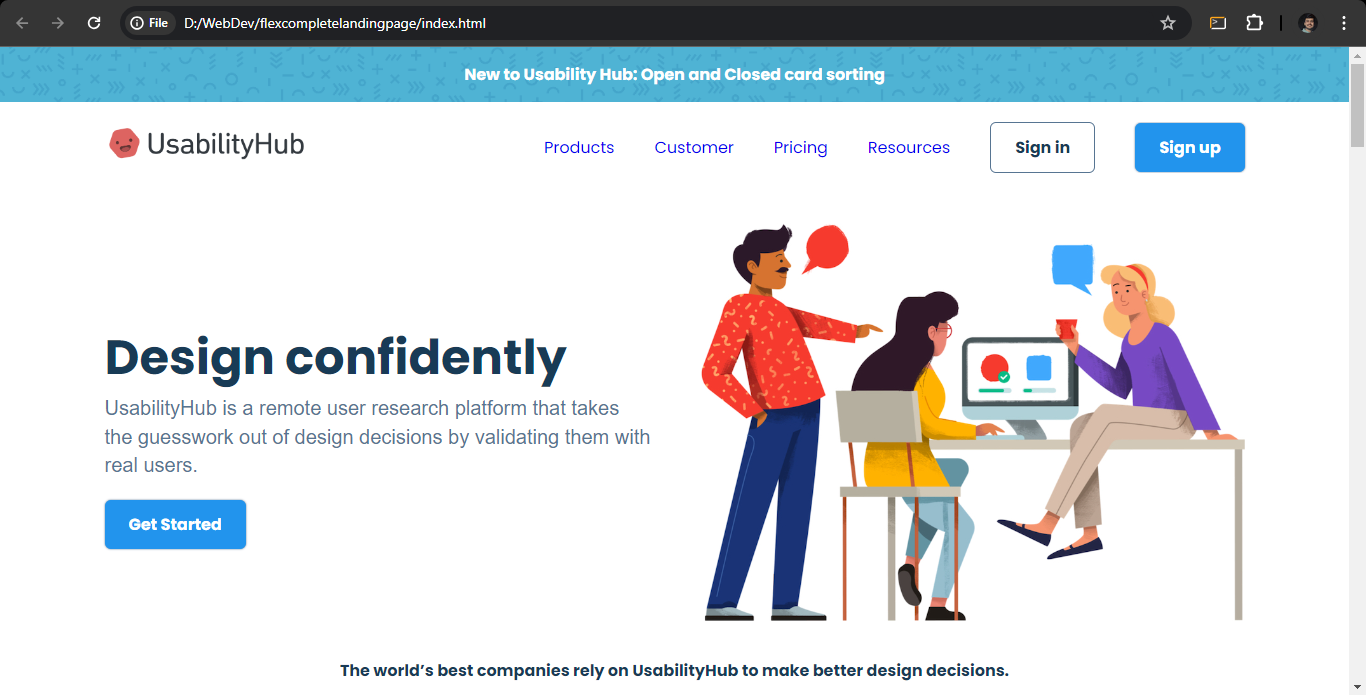 File
D:/WebDev/flexcompletelandingpage/index.html
New to Usability Hub: Open and Closed card sorting
UsabilityHub
Products
Customer
Pricing
Resources
Sign in
Sign up
Design confidently
UsabilityHub is a remote user research platform that takes
the guesswork out of design decisions by validating them with
real users.
Get Started
The world’s best companies rely on UsabilityHub to make better design decisions.